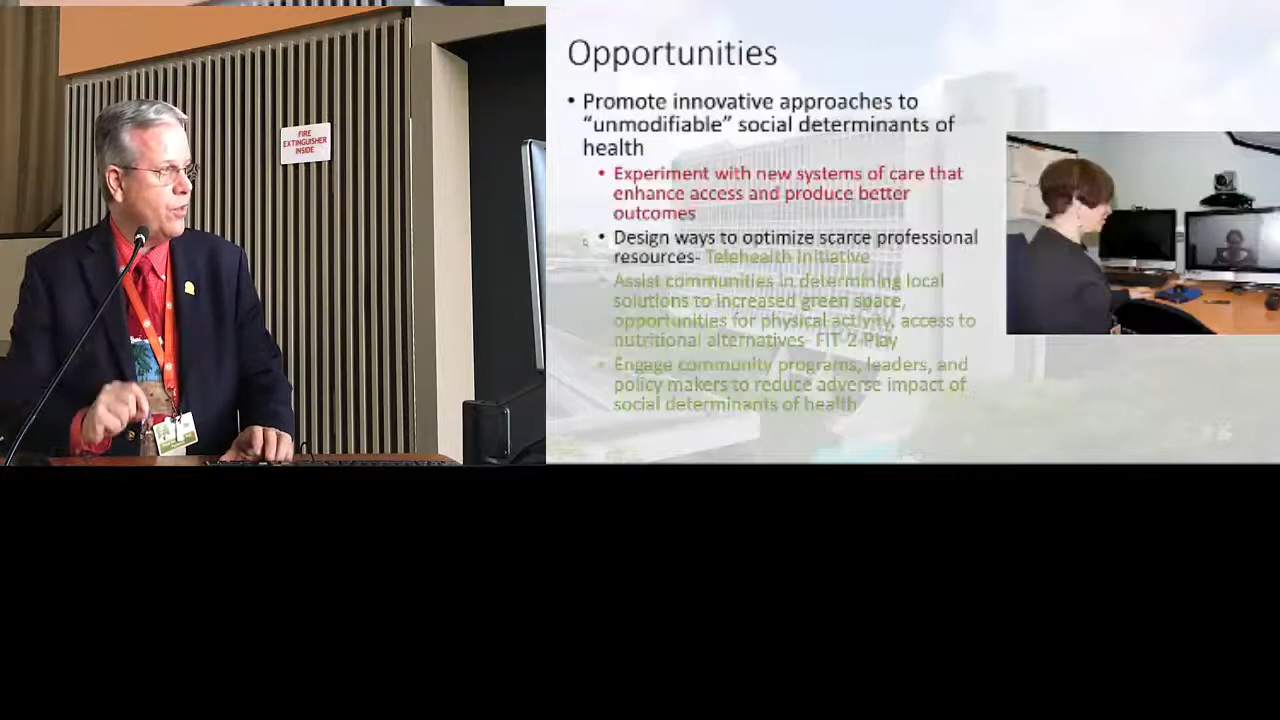 FIRE
EXTINGUISHER
INSIDE
Opportunities
• Promote innovative approaches to
“unmodifiable” social determinants of
health
• Experiment with new systems of care that
enhance access and produce better
outcomes
• Design ways to optimize scarce professional
resources- Telehealth Initiative
• Assist communities in determining local
solutions to increased green space,
opportunities for physical activity, access to
nutritional alternatives- FIT-2-Play
• Engage community programs, leaders, and
policy makers to reduce adverse impact of
social determinants of health